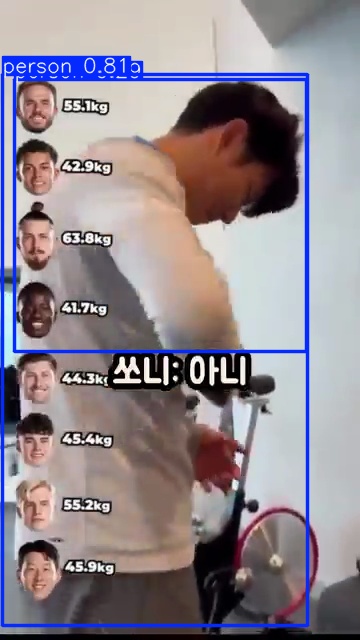 person 0.81g
55.1kg
42.9kg
63.8kg
41.7kg
쏘니: 아니
44.3kg
45.4kg
55.2kg
45.9kg